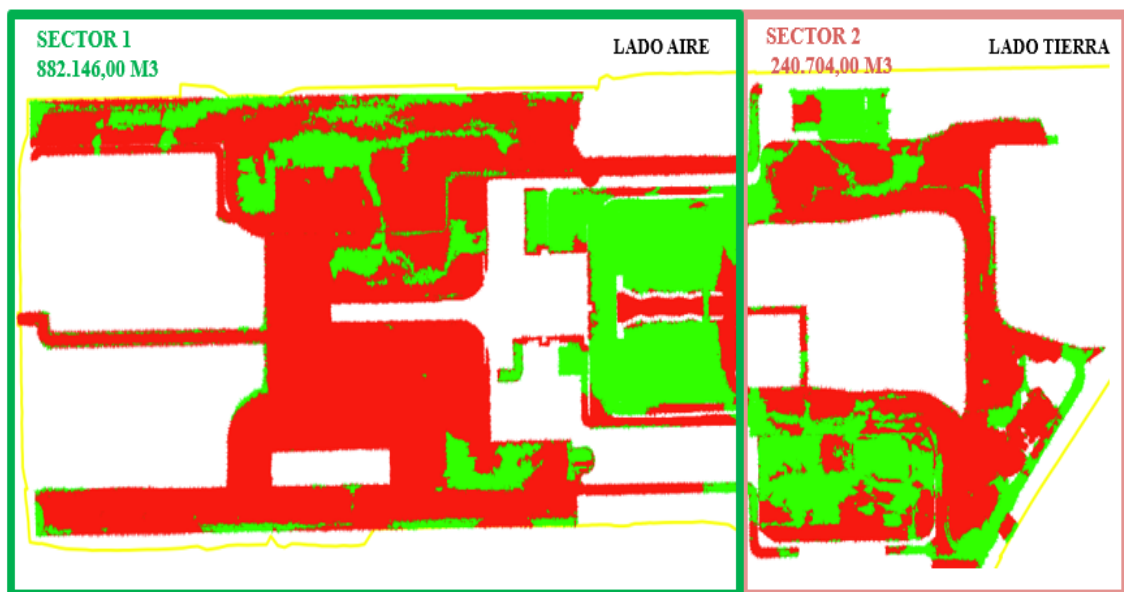 SECTOR 1
882.146,00 M3
LADO AIRE
SECTOR 2
240.704,00 M3
LADO TIERRA